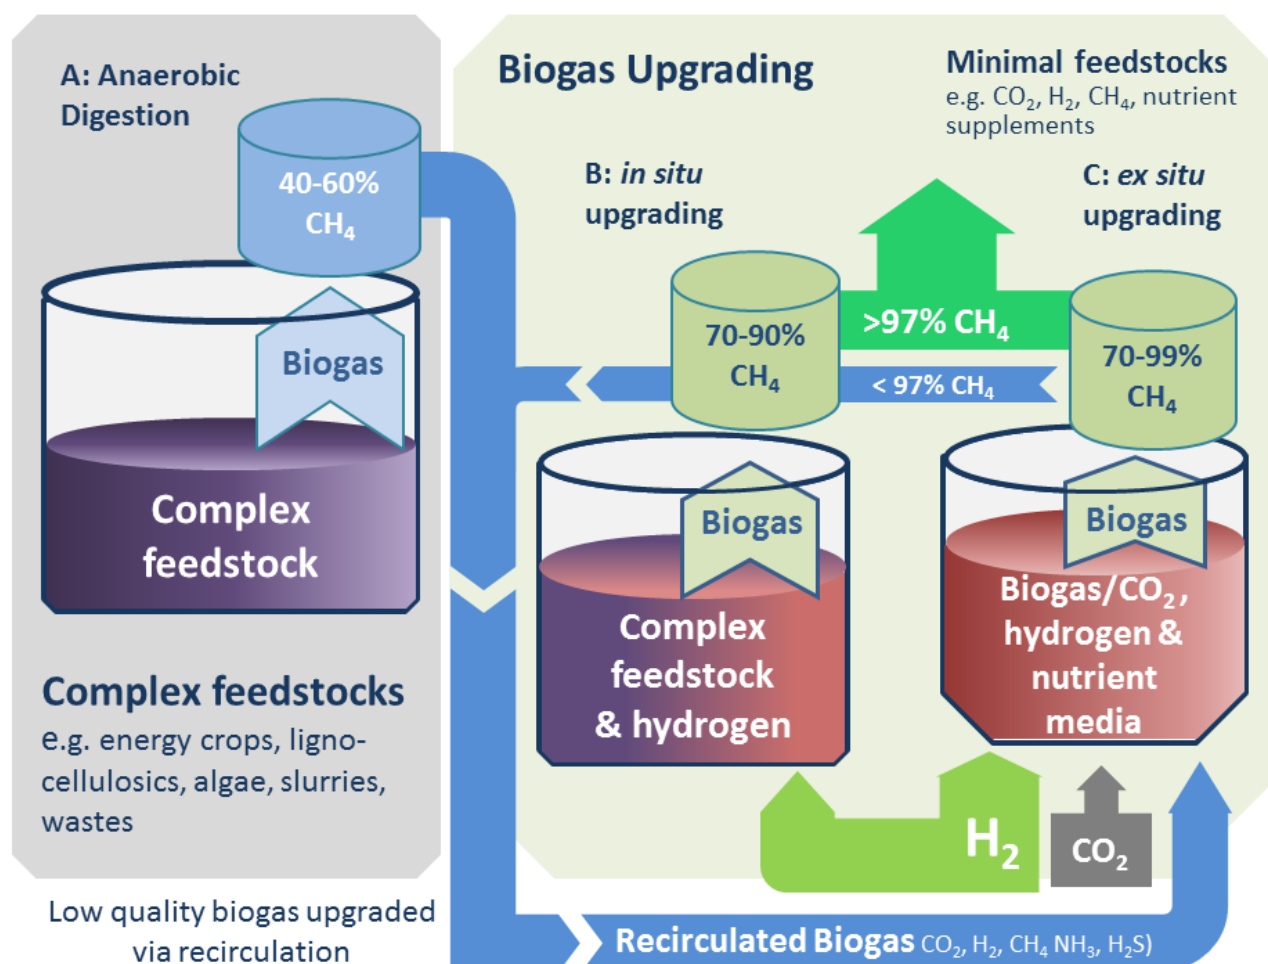 A: Anaerobic
Digestion
40-60%
CH₄
Biogas
Complex
feedstock
Complex feedstocks
e.g. energy crops, ligno-
cellulosics, algae, slurries,
wastes
Low quality biogas upgraded
via recirculation
Biogas Upgrading
Minimal feedstocks
e.g. CO₂, H₂, CH₄, nutrient
supplements
B: in situ
upgrading
C: ex situ
upgrading
70-90%
CH₄
>97% CH₄
< 97% CH₄
70-99%
CH₄
Biogas
Complex
feedstock
& hydrogen
Biogas
Biogas/CO₂,
hydrogen &
nutrient
media
H₂
CO₂
Recirculated Biogas CO₂, H₂, CH₄ NH₃, H₂S)